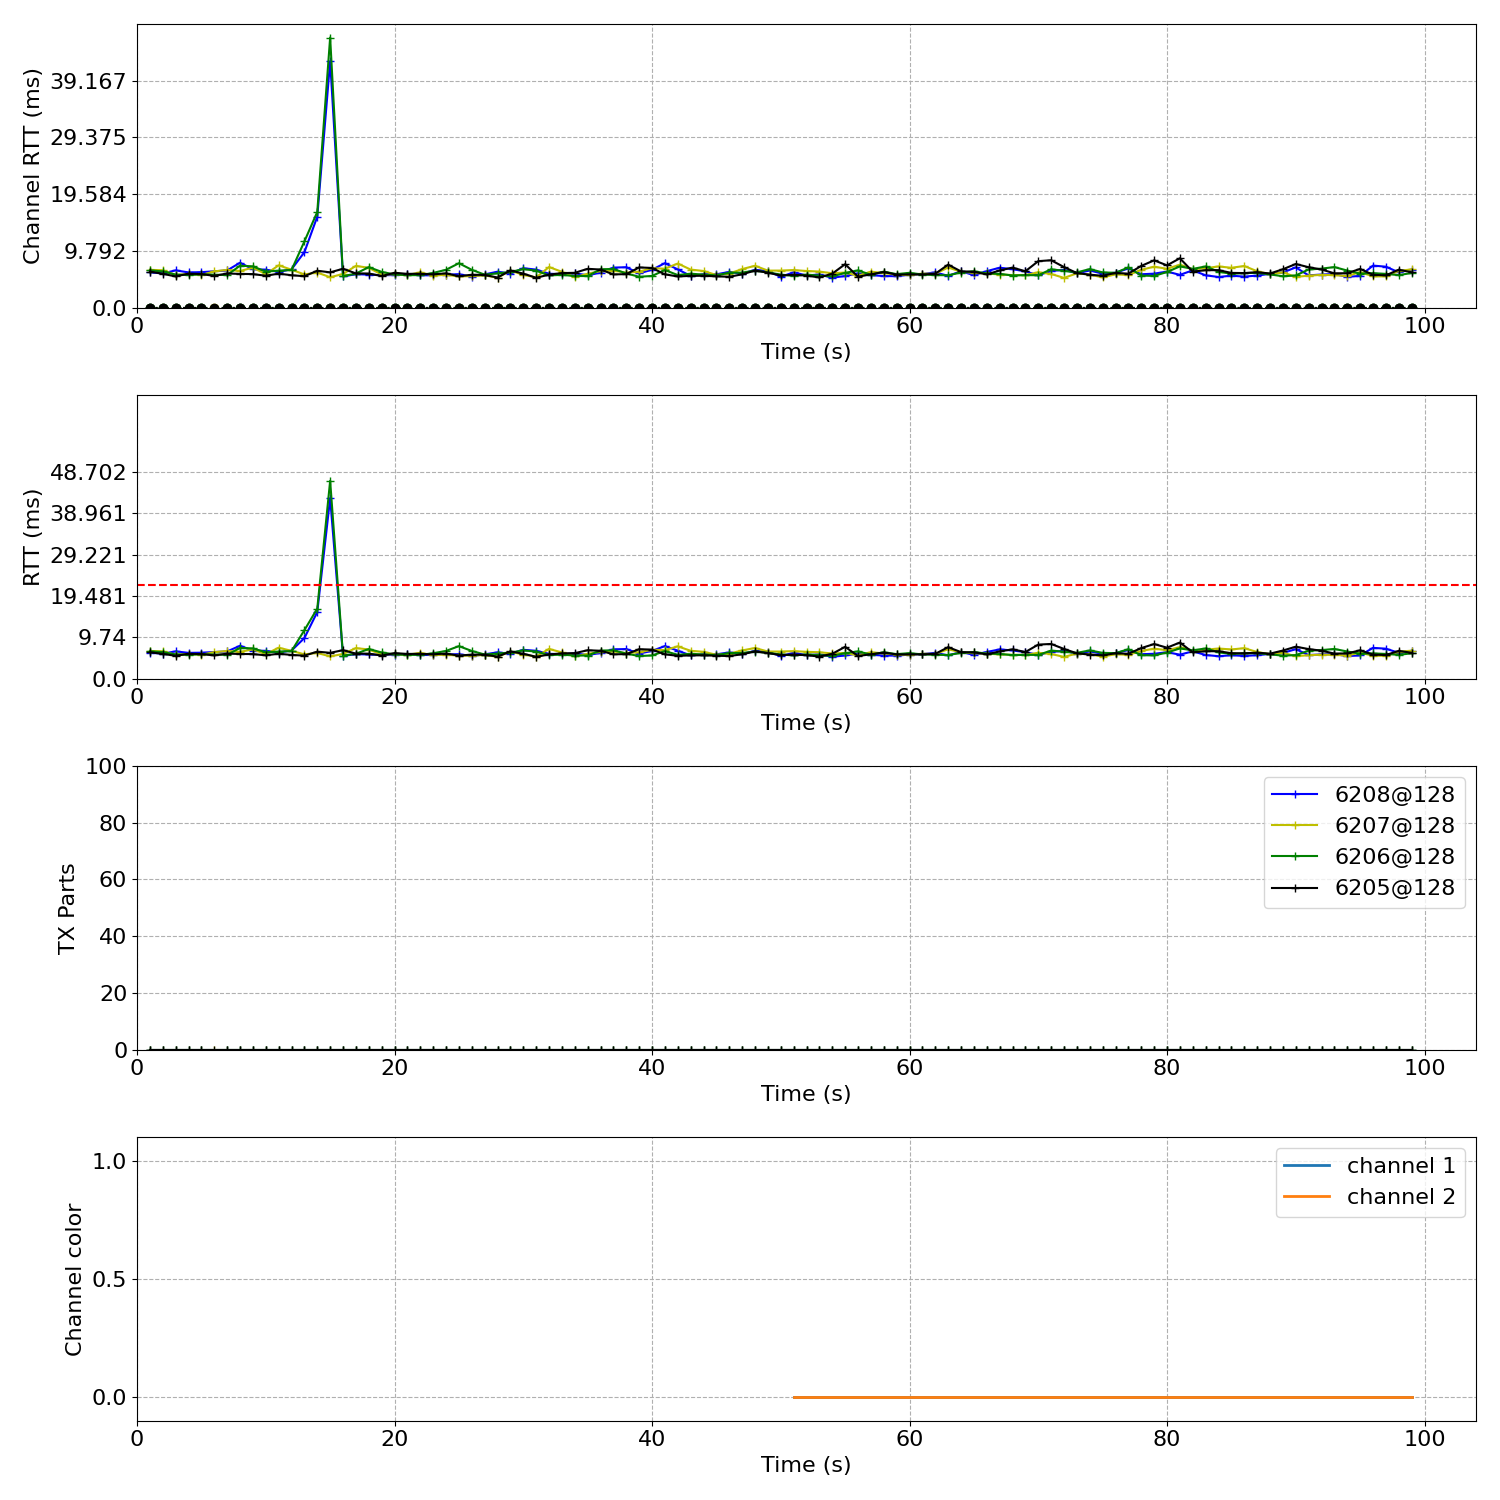 Channel RTT (ms)
39.167
29.375
19.584
9.792
0.0
0 20 40 60 80 100
Time (s)
RTT (ms)
48.702
38.961
29.221
19.481
9.74
0.0
0 20 40 60 80 100
Time (s)
TX Parts
100
80
60
40
20
0
6208@128
6207@128
6206@128
6205@128
0 20 40 60 80 100
Time (s)
Channel color
1.0
0.5
0.0
channel 1
channel 2
0 20 40 60 80 100
Time (s)